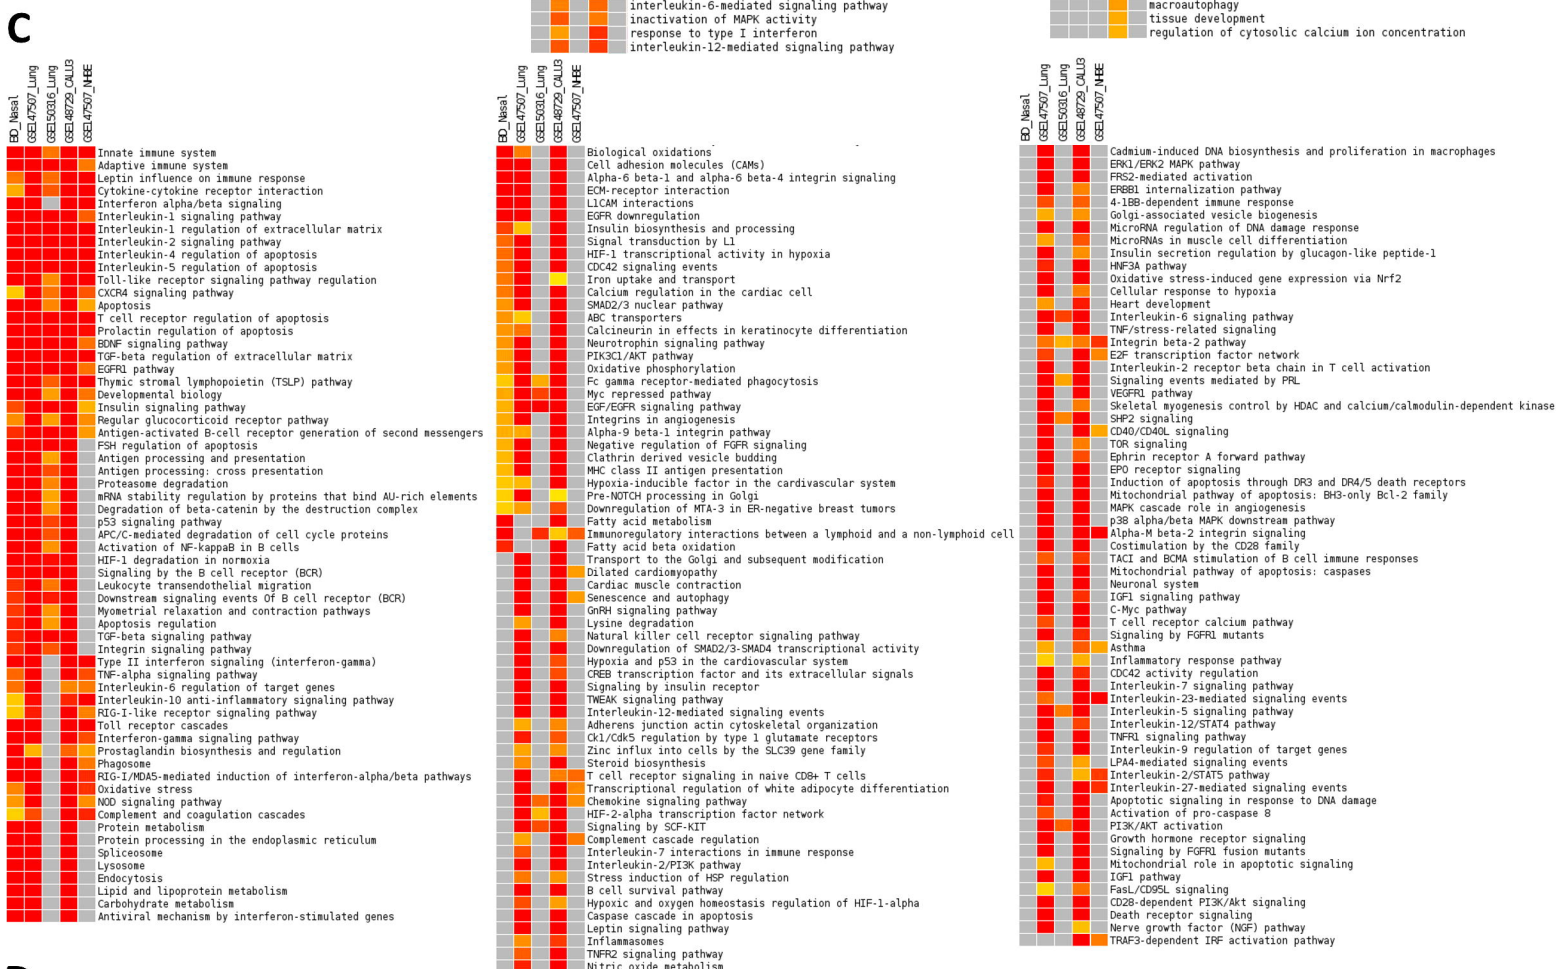 C
interleukin-6-mediated signaling pathway
inactivation of MAPK activity
response to type I interferon
interleukin-12-mediated signaling pathway
macroautophagy
tissue development
regulation of cytosolic calcium ion concentration
BD_Nasal
GSE147507_Lung
GSE150316_Lung
GSE148729_CALU3
GSE147507_NHBE
Innate immune system
Adaptive immune system
Leptin influence on immune response
Cytokine-cytokine receptor interaction
Interferon alpha/beta signaling
Interleukin-1 signaling pathway
Interleukin-1 regulation of extracellular matrix
Interleukin-2 signaling pathway
Interleukin-4 regulation of apoptosis
Interleukin-5 regulation of apoptosis
Toll-like receptor signaling pathway regulation
CXCR4 signaling pathway
Apoptosis
T cell receptor regulation of apoptosis
Prolactin regulation of apoptosis
BDNF signaling pathway
TGF-beta regulation of extracellular matrix
EGFR1 pathway
Thymic stromal lymphopoietin (TSLP) pathway
Developmental biology
Insulin signaling pathway
Regular glucocorticoid receptor pathway
Antigen-activated B-cell receptor generation of second messengers
FSH regulation of apoptosis
Antigen processing and presentation
Antigen processing: cross presentation
Proteasome degradation
mRNA stability regulation by proteins that bind AU-rich elements
Degradation of beta-catenin by the destruction complex
p53 signaling pathway
APC/C-mediated degradation of cell cycle proteins
Activation of NF-kappaB in B cells
HIF-1 degradation in normoxia
Signaling by the B cell receptor (BCR)
Leukocyte transendothelial migration
Downstream signaling events Of B cell receptor (BCR)
Myometrial relaxation and contraction pathways
Apoptosis regulation
TGF-beta signaling pathway
Integrin signaling pathway
Type II interferon signaling (interferon-gamma)
TNF-alpha signaling pathway
Interleukin-6 regulation of target genes
Interleukin-10 anti-inflammatory signaling pathway
RIG-I-like receptor signaling pathway
Toll receptor cascades
Interferon-gamma signaling pathway
Prostaglandin biosynthesis and regulation
Phagosome
RIG-I/MDA5-mediated induction of interferon-alpha/beta pathways
Oxidative stress
NOD signaling pathway
Complement and coagulation cascades
Protein metabolism
Protein processing in the endoplasmic reticulum
Spliceosome
Lysosome
Endocytosis
Lipid and lipoprotein metabolism
Carbohydrate metabolism
Antiviral mechanism by interferon-stimulated genes
BD_Nasal
GSE147507_Lung
GSE150316_Lung
GSE148729_CALU3
GSE147507_NHBE
Biological oxidations
Cell adhesion molecules (CAMs)
Alpha-6 beta-1 and alpha-6 beta-4 integrin signaling
ECM-receptor interaction
L1CAM interactions
EGFR downregulation
Insulin biosynthesis and processing
Signal transduction by L1
HIF-1 transcriptional activity in hypoxia
CDC42 signaling events
Iron uptake and transport
Calcium regulation in the cardiac cell
SMAD2/3 nuclear pathway
ABC transporters
Calcineurin in effects in keratinocyte differentiation
Neurotrophin signaling pathway
PIK3C1/AKT pathway
Oxidative phosphorylation
Fc gamma receptor-mediated phagocytosis
Myc repressed pathway
EGF/EGFR signaling pathway
Integrins in angiogenesis
Alpha-9 beta-1 integrin pathway
Negative regulation of FGFR signaling
Clathrin derived vesicle budding
MHC class II antigen presentation
Hypoxia-inducible factor in the cardivascular system
Pre-NOTCH processing in Golgi
Downregulation of MTA-3 in ER-negative breast tumors
Fatty acid metabolism
Immunoregulatory interactions between a lymphoid and a non-lymphoid cell
Fatty acid beta oxidation
Transport to the Golgi and subsequent modification
Dilated cardiomyopathy
Cardiac muscle contraction
Senescence and autophagy
GnRH signaling pathway
Lysine degradation
Natural killer cell receptor signaling pathway
Downregulation of SMAD2/3-SMAD4 transcriptional activity
Hypoxia and p53 in the cardiovascular system
CREB transcription factor and its extracellular signals
Signaling by insulin receptor
TWEAK signaling pathway
Interleukin-12-mediated signaling events
Adherens junction actin cytoskeletal organization
Ck1/Cdk5 regulation by type 1 glutamate receptors
Zinc influx into cells by the SLC39 gene family
Steroid biosynthesis
T cell receptor signaling in naive CD8+ T cells
Transcriptional regulation of white adipocyte differentiation
Chemokine signaling pathway
HIF-2-alpha transcription factor network
Signaling by SCF-KIT
Complement cascade regulation
Interleukin-7 interactions in immune response
Interleukin-2/PI3K pathway
Stress induction of HSP regulation
B cell survival pathway
Hypoxic and oxygen homeostasis regulation of HIF-1-alpha
Caspase cascade in apoptosis
Leptin signaling pathway
Inflammasomes
TNFR2 signaling pathway
Nitric oxide metabolism
BD_Nasal
GSE147507_Lung
GSE150316_Lung
GSE148729_CALU3
GSE147507_NHBE
Cadmium-induced DNA biosynthesis and proliferation in macrophages
ERK1/ERK2 MAPK pathway
FRS2-mediated activation
ERBB1 internalization pathway
4-1BB-dependent immune response
Golgi-associated vesicle biogenesis
MicroRNA regulation of DNA damage response
MicroRNAs in muscle cell differentiation
Insulin secretion regulation by glucagon-like peptide-1
HNF3A pathway
Oxidative stress-induced gene expression via Nrf2
Cellular response to hypoxia
Heart development
Interleukin-6 signaling pathway
TNF/stress-related signaling
Integrin beta-2 pathway
E2F transcription factor network
Interleukin-2 receptor beta chain in T cell activation
Signaling events mediated by PRL
VEGFR1 pathway
Skeletal myogenesis control by HDAC and calcium/calmodulin-dependent kinase
SHP2 signaling
CD40/CD40L signaling
TOR signaling
Ephrin receptor A forward pathway
EPO receptor signaling
Induction of apoptosis through DR3 and DR4/5 death receptors
Mitochondrial pathway of apoptosis: BH3-only Bcl-2 family
MAPK cascade role in angiogenesis
p38 alpha/beta MAPK downstream pathway
Alpha-M beta-2 integrin signaling
Costimulation by the CD28 family
TACI and BCMA stimulation of B cell immune responses
Mitochondrial pathway of apoptosis: caspases
Neuronal system
IGF1 signaling pathway
C-Myc pathway
T cell receptor calcium pathway
Signaling by FGFR1 mutants
Asthma
Inflammatory response pathway
CDC42 activity regulation
Interleukin-7 signaling pathway
Interleukin-23-mediated signaling events
Interleukin-5 signaling pathway
Interleukin-12/STAT4 pathway
TNFR1 signaling pathway
Interleukin-9 regulation of target genes
LPA4-mediated signaling events
Interleukin-2/STAT5 pathway
Interleukin-27-mediated signaling events
Apoptotic signaling in response to DNA damage
Activation of pro-caspase 8
PI3K/AKT activation
Growth hormone receptor signaling
Signaling by FGFR1 fusion mutants
Mitochondrial role in apoptotic signaling
IGF1 pathway
FasL/CD95L signaling
CD28-dependent PI3K/Akt signaling
Death receptor signaling
Nerve growth factor (NGF) pathway
TRAF3-dependent IRF activation pathway